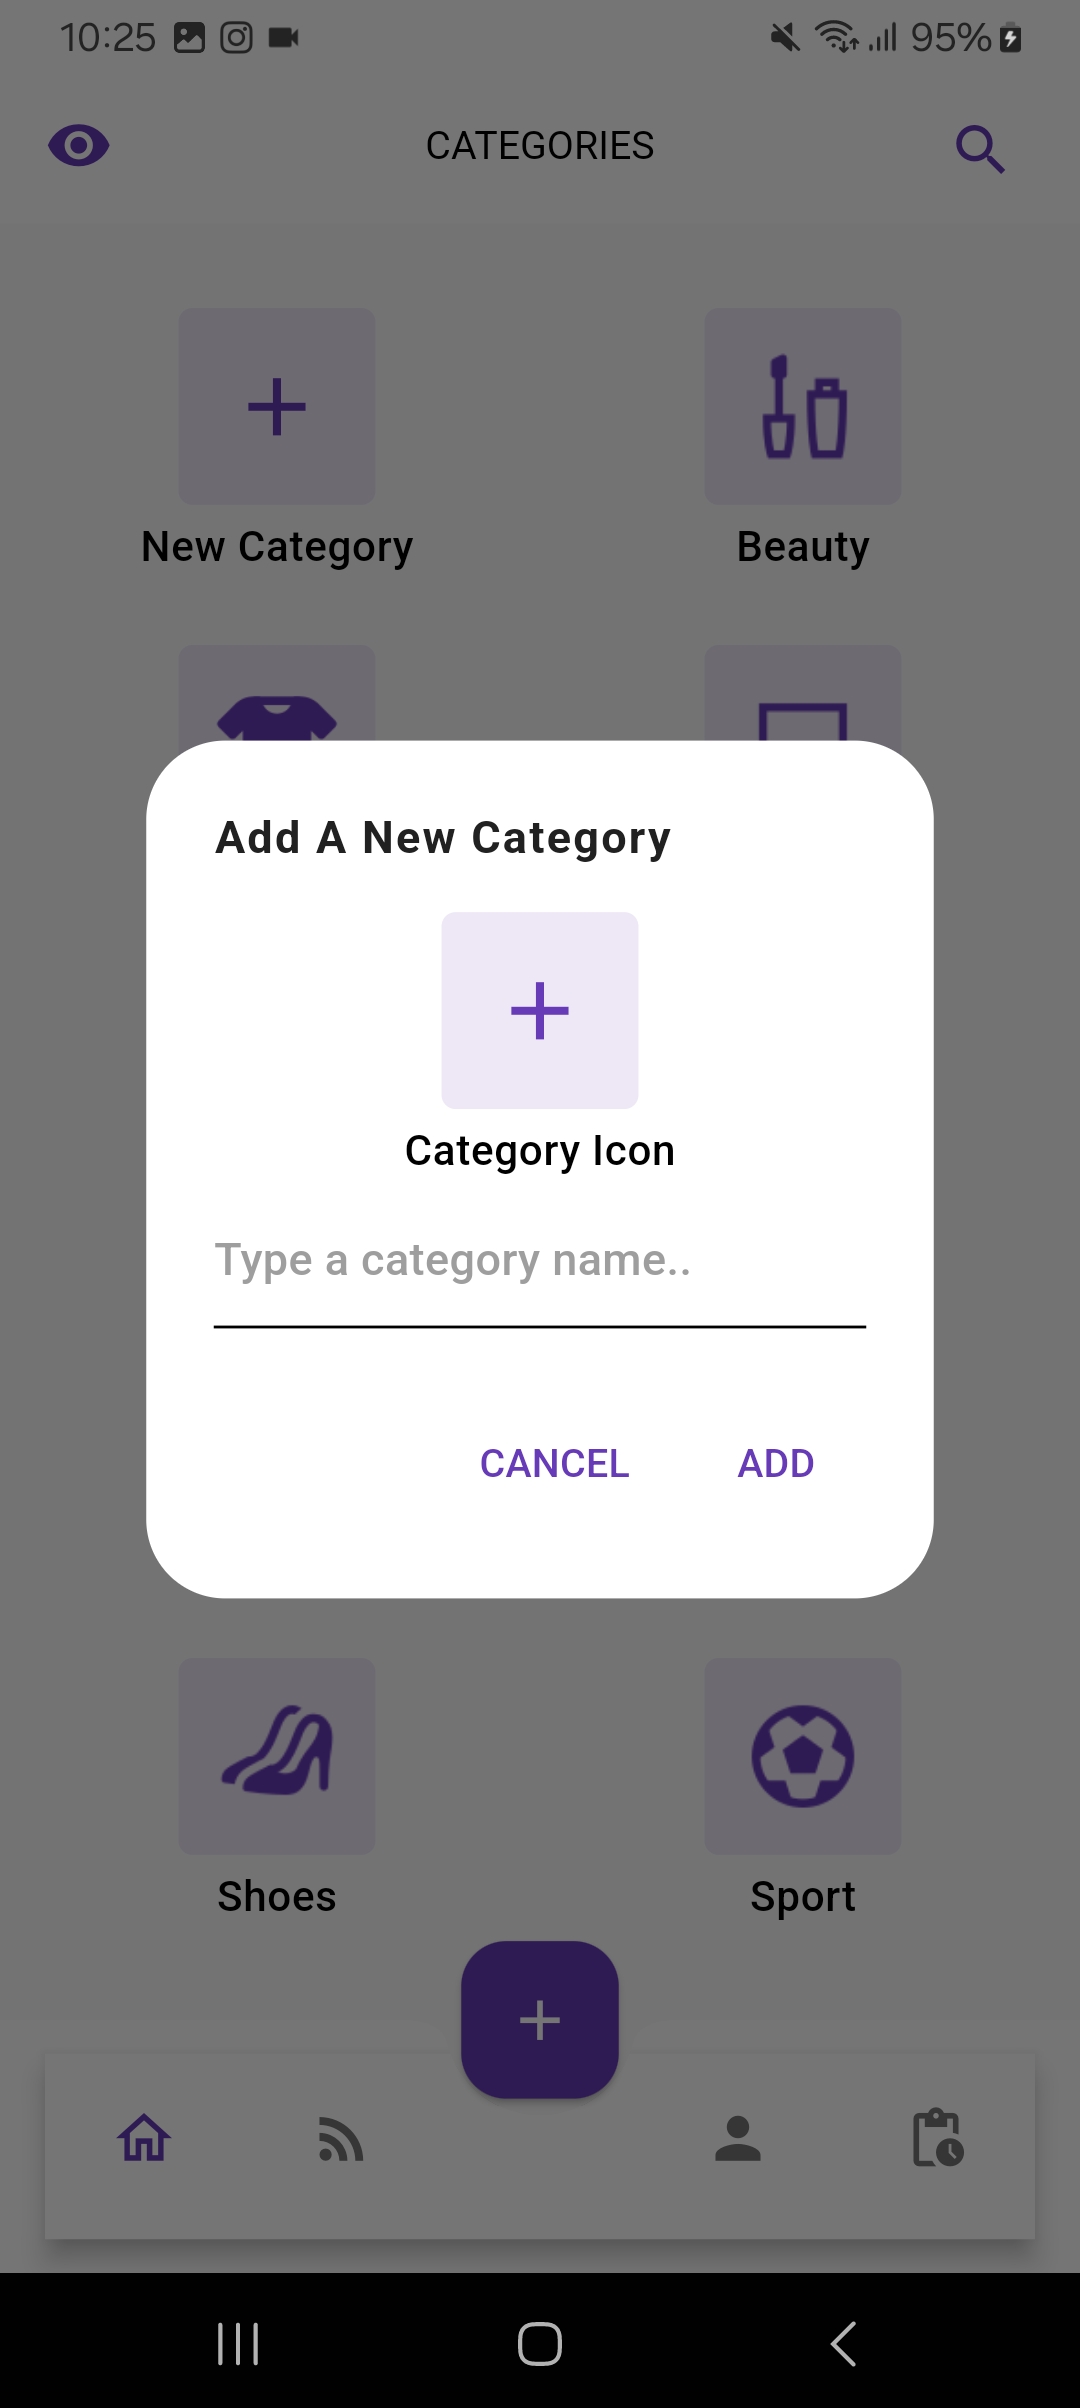 10:25
95%
CATEGORIES
New Category
Beauty
Add A New Category
Category Icon
Type a category name..
CANCEL
ADD
Shoes
Sport